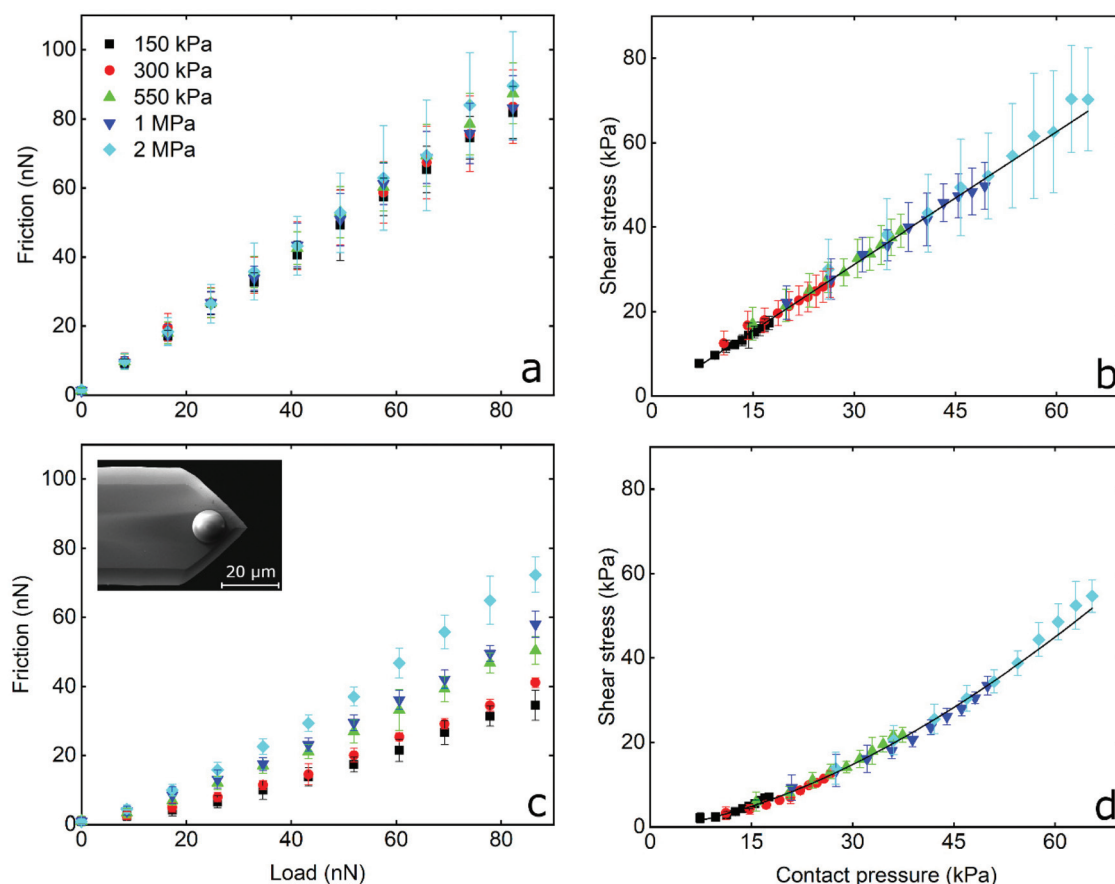 100
80
60
40
20
0
Friction (nN)
150 kPa
300 kPa
550 kPa
1 MPa
2 MPa
0 20 40 60 80
a
80
60
40
20
0
Shear stress (kPa)
0 15 30 45 60
b
100
80
60
40
20
0
Friction (nN)
20 µm
0 20 40 60 80
Load (nN)
c
80
60
40
20
0
Shear stress (kPa)
0 15 30 45 60
Contact pressure (kPa)
d